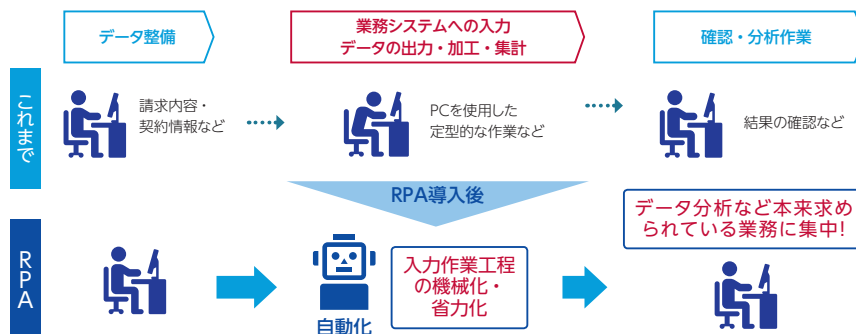 データ整備
業務システムへの入力
データの出力・加工・集計
確認・分析作業
これまで
請求内容・
契約情報など
PCを使用した
定型的な作業など
結果の確認など
RPA導入後
RPA
自動化
入力作業工程
の機械化・
省力化
データ分析など本来求め
られている業務に集中!